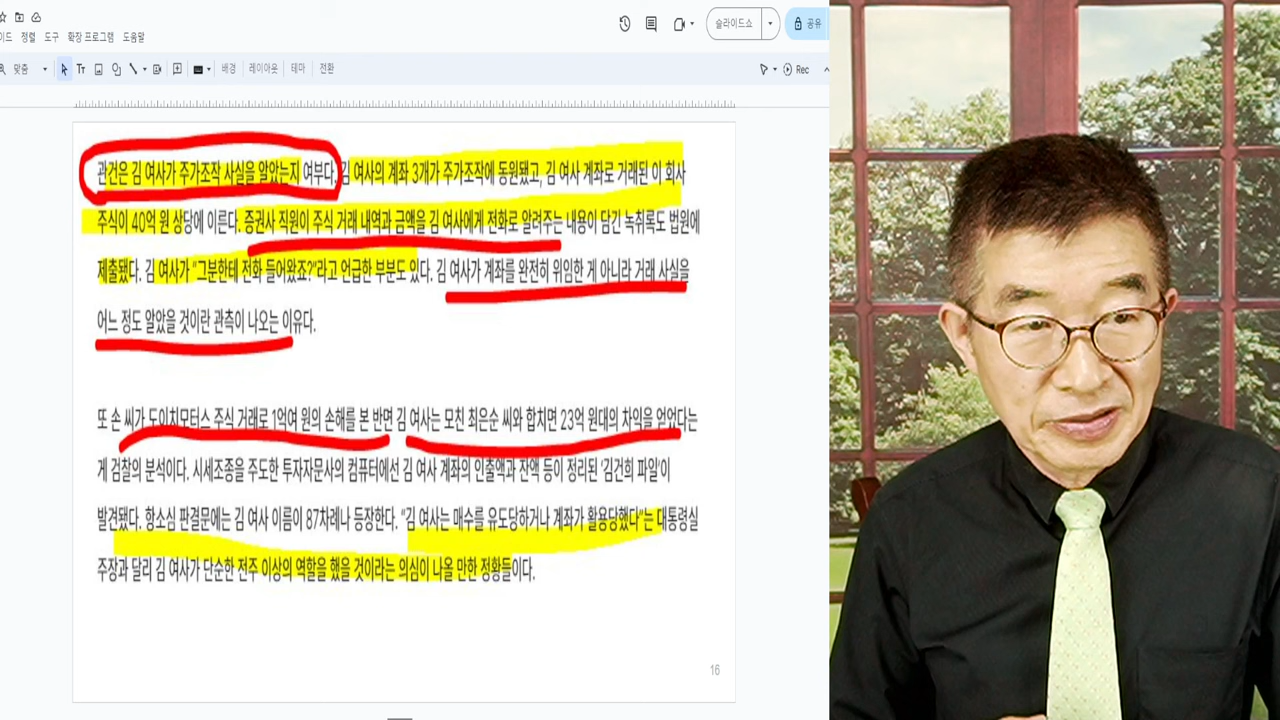 슬라이드쇼
공유
이드 정렬 도구 확장 프로그램 도움말
맞춤 Tr 배경 레이아웃 테마 전환 Rec
관건은 김 여사가 주가조작 사실을 알았는지 여부다. 김 여사의 계좌 3개가 주가조작에 동원됐고, 김 여사 계좌로 거래된 이 회사
주식이 40억 원 상당에 이른다. 증권사 직원이 주식 거래 내역과 금액을 김 여사에게 전화로 알려주는 내용이 담긴 녹취록도 법원에
제출됐다. 김 여사가 "그분한테 전화 들어왔죠?"라고 언급한 부분도 있다. 김 여사가 계좌를 완전히 위임한 게 아니라 거래 사실을
어느 정도 알았을 것이란 관측이 나오는 이유다.
또 손 씨가 도이치모터스 주식 거래로 1억여 원의 손해를 본 반면 김 여사는 모친 최은순 씨와 합치면 23억 원대의 차익을 얻었다는
게 검찰의 분석이다. 시세조종을 주도한 투자자문사의 컴퓨터에선 김 여사 계좌의 인출액과 잔액 등이 정리된 '김건희 파일'이
발견됐다. 항소심 판결문에는 김 여사 이름이 87차례나 등장한다. "김 여사는 매수를 유도당하거나 계좌가 활용당했다"는 대통령실
주장과 달리 김 여사가 단순한 전주 이상의 역할을 했을 것이라는 의심이 나올 만한 정황들이다.
16